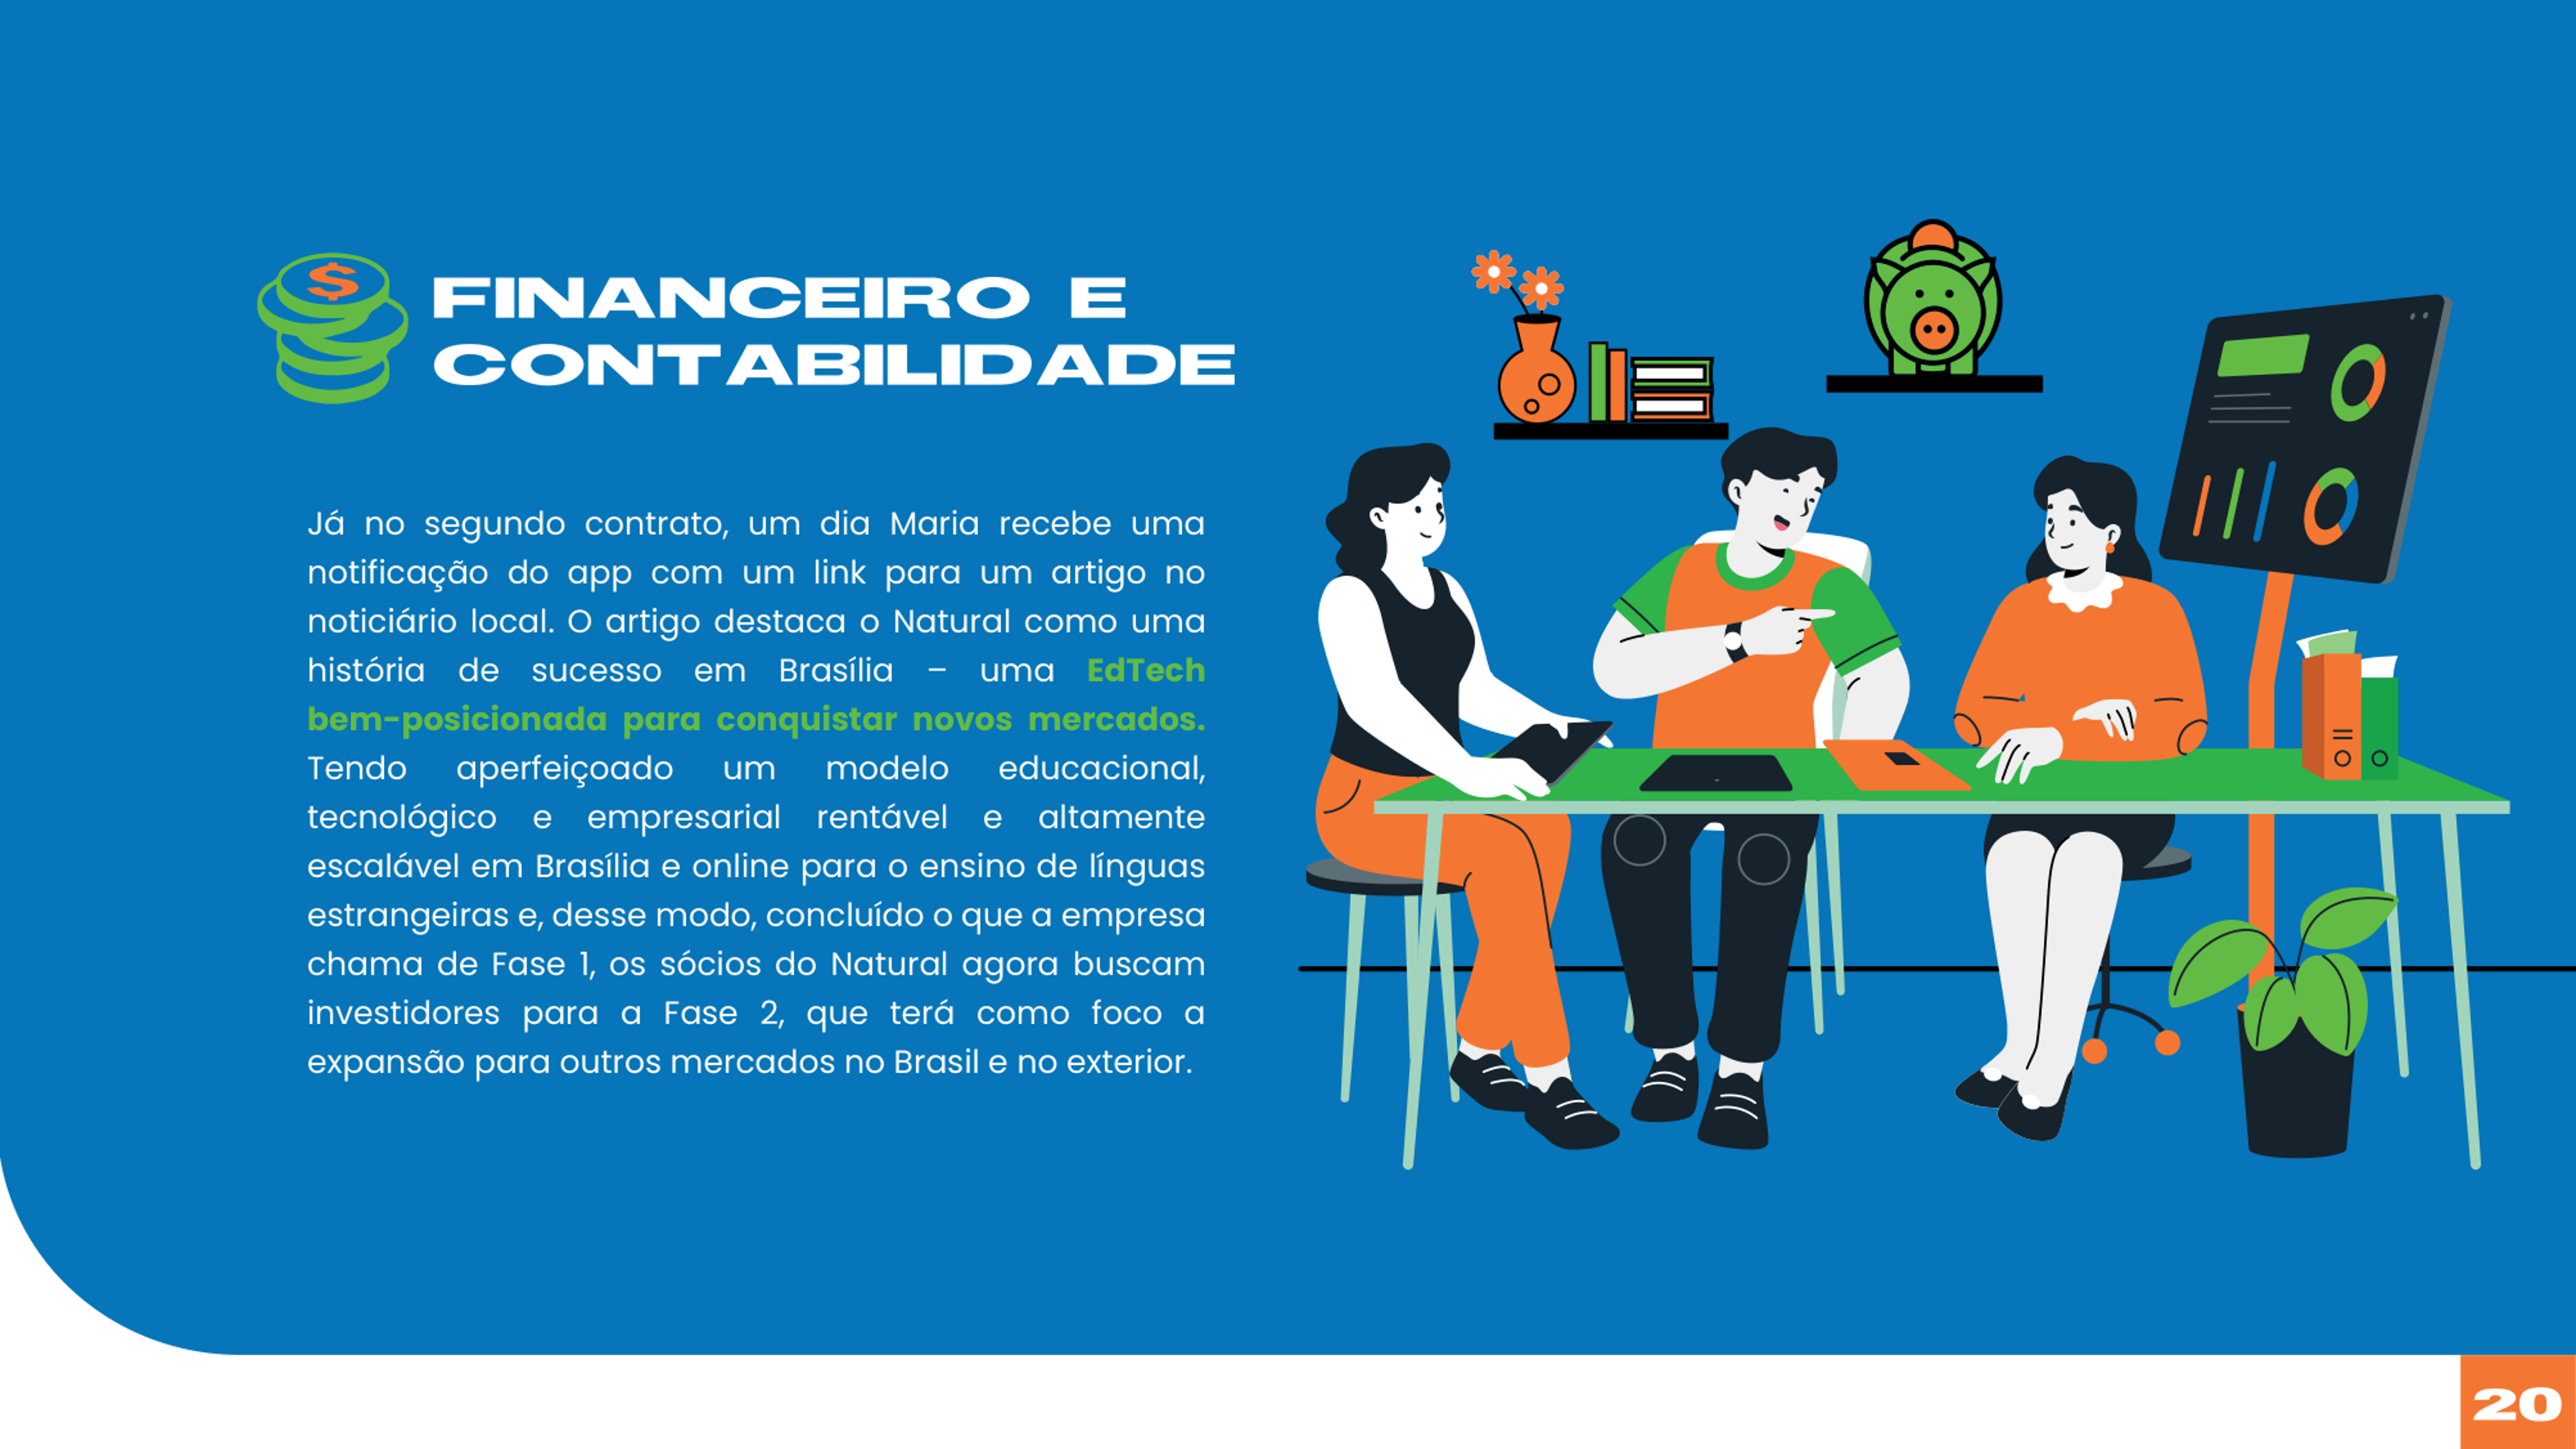 $
FINANCEIRO E
CONTABILIDADE
Já no segundo contrato, um dia Maria recebe uma
notificação do app com um link para um artigo no
noticiário local. O artigo destaca o Natural como uma
história de sucesso em Brasília – uma EdTech
bem-posicionada para conquistar novos mercados.
Tendo aperfeiçoado um modelo educacional,
tecnológico e empresarial rentável e altamente
escalável em Brasília e online para o ensino de línguas
estrangeiras e, desse modo, concluído o que a empresa
chama de Fase 1, os sócios do Natural agora buscam
investidores para a Fase 2, que terá como foco a
expansão para outros mercados no Brasil e no exterior.
20